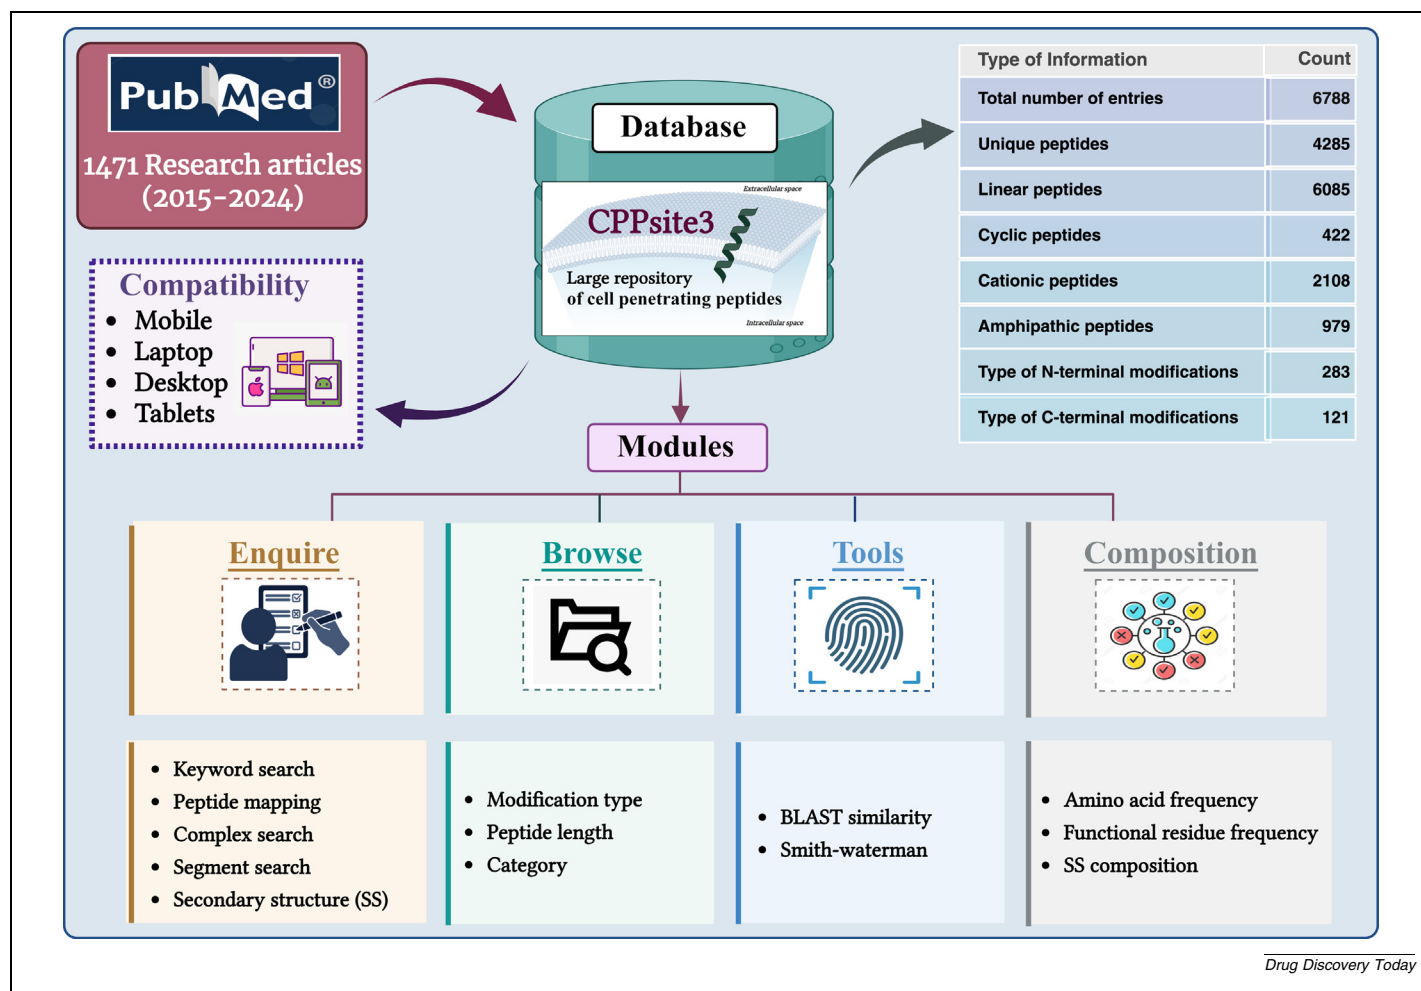 PubMed®
1471 Research articles
(2015-2024)
Database
Extracellular space
CPPsite3
Large repository
of cell penetrating peptides
Intracellular space
Type of Information Count
Total number of entries 6788
Unique peptides 4285
Linear peptides 6085
Cyclic peptides 422
Cationic peptides 2108
Amphipathic peptides 979
Type of N-terminal modifications 283
Type of C-terminal modifications 121
Compatibility
• Mobile
• Laptop
• Desktop
• Tablets
Modules
Enquire
• Keyword search
• Peptide mapping
• Complex search
• Segment search
• Secondary structure (SS)
Browse
• Modification type
• Peptide length
• Category
Tools
• BLAST similarity
• Smith-waterman
Composition
• Amino acid frequency
• Functional residue frequency
• SS composition
Drug Discovery Today